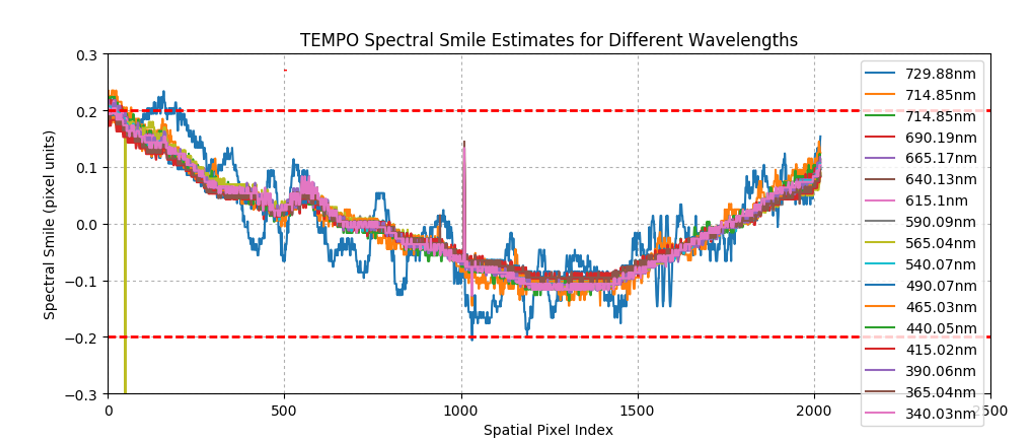 TEMPO Spectral Smile Estimates for Different Wavelengths
0.3
0.2
0.1
0.0
−0.1
−0.2
−0.3
Spectral Smile (pixel units)
0
500
1000
1500
2000
2500
Spatial Pixel Index
729.88nm
714.85nm
714.85nm
690.19nm
665.17nm
640.13nm
615.1nm
590.09nm
565.04nm
540.07nm
490.07nm
465.03nm
440.05nm
415.02nm
390.06nm
365.04nm
340.03nm